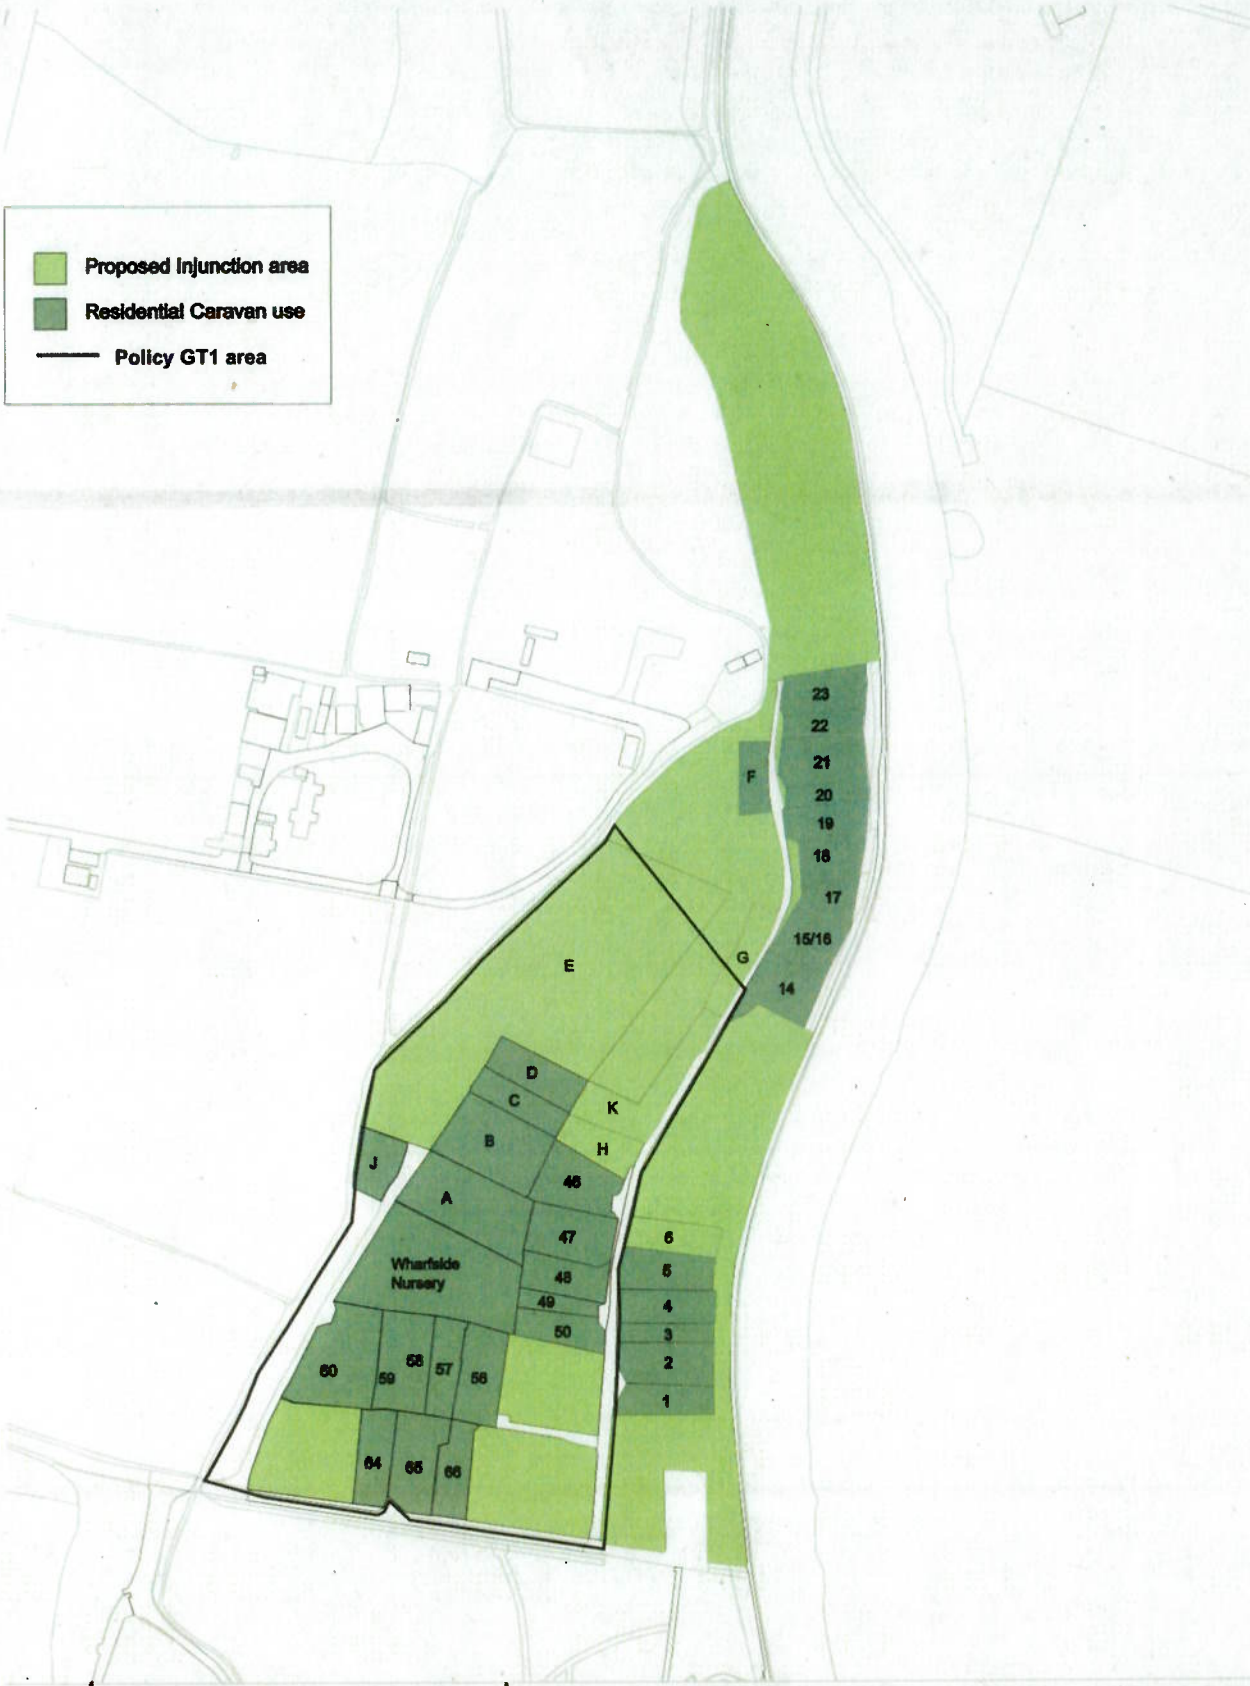 Proposed Injunction area
Residential Caravan use
Policy GT1 area
23
22
21
F
20
19
18
17
15/16
G
E
14
D
C
K
B
H
J
46
A
47
6
Wharfside
Nursery
5
48
49
4
50
3
2
60
59
58
57
56
1
64
65
66